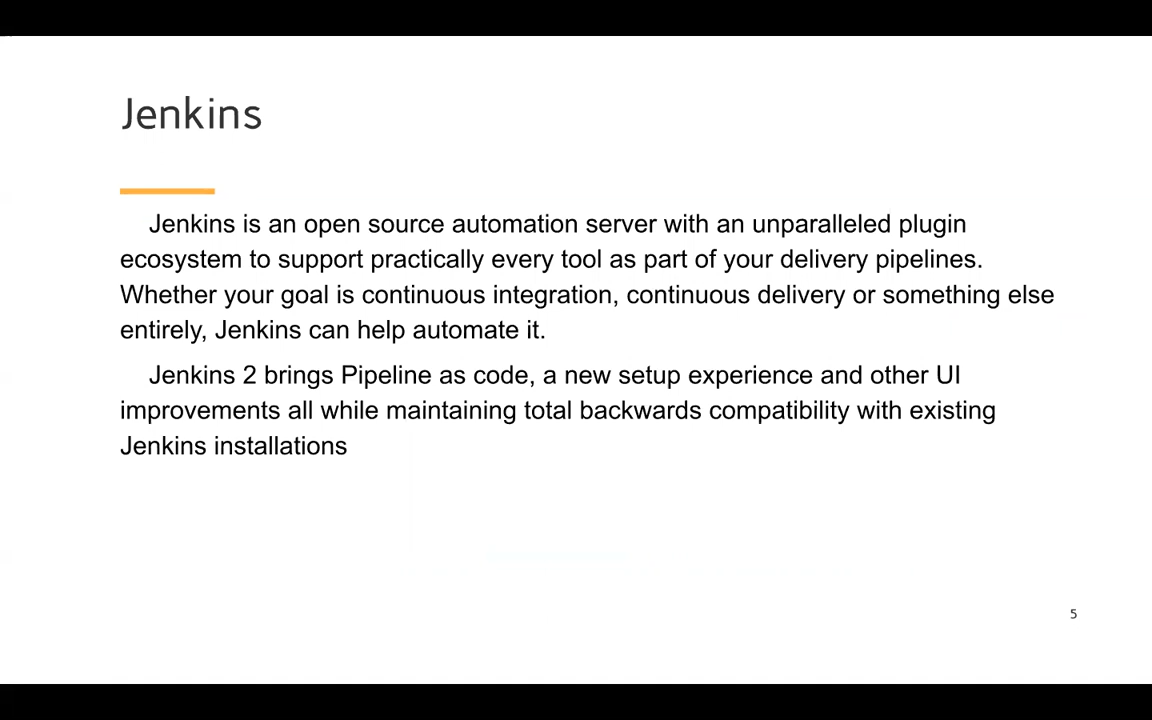 Jenkins
Jenkins is an open source automation server with an unparalleled plugin
ecosystem to support practically every tool as part of your delivery pipelines.
Whether your goal is continuous integration, continuous delivery or something else
entirely, Jenkins can help automate it.
Jenkins 2 brings Pipeline as code, a new setup experience and other UI
improvements all while maintaining total backwards compatibility with existing
Jenkins installations
5